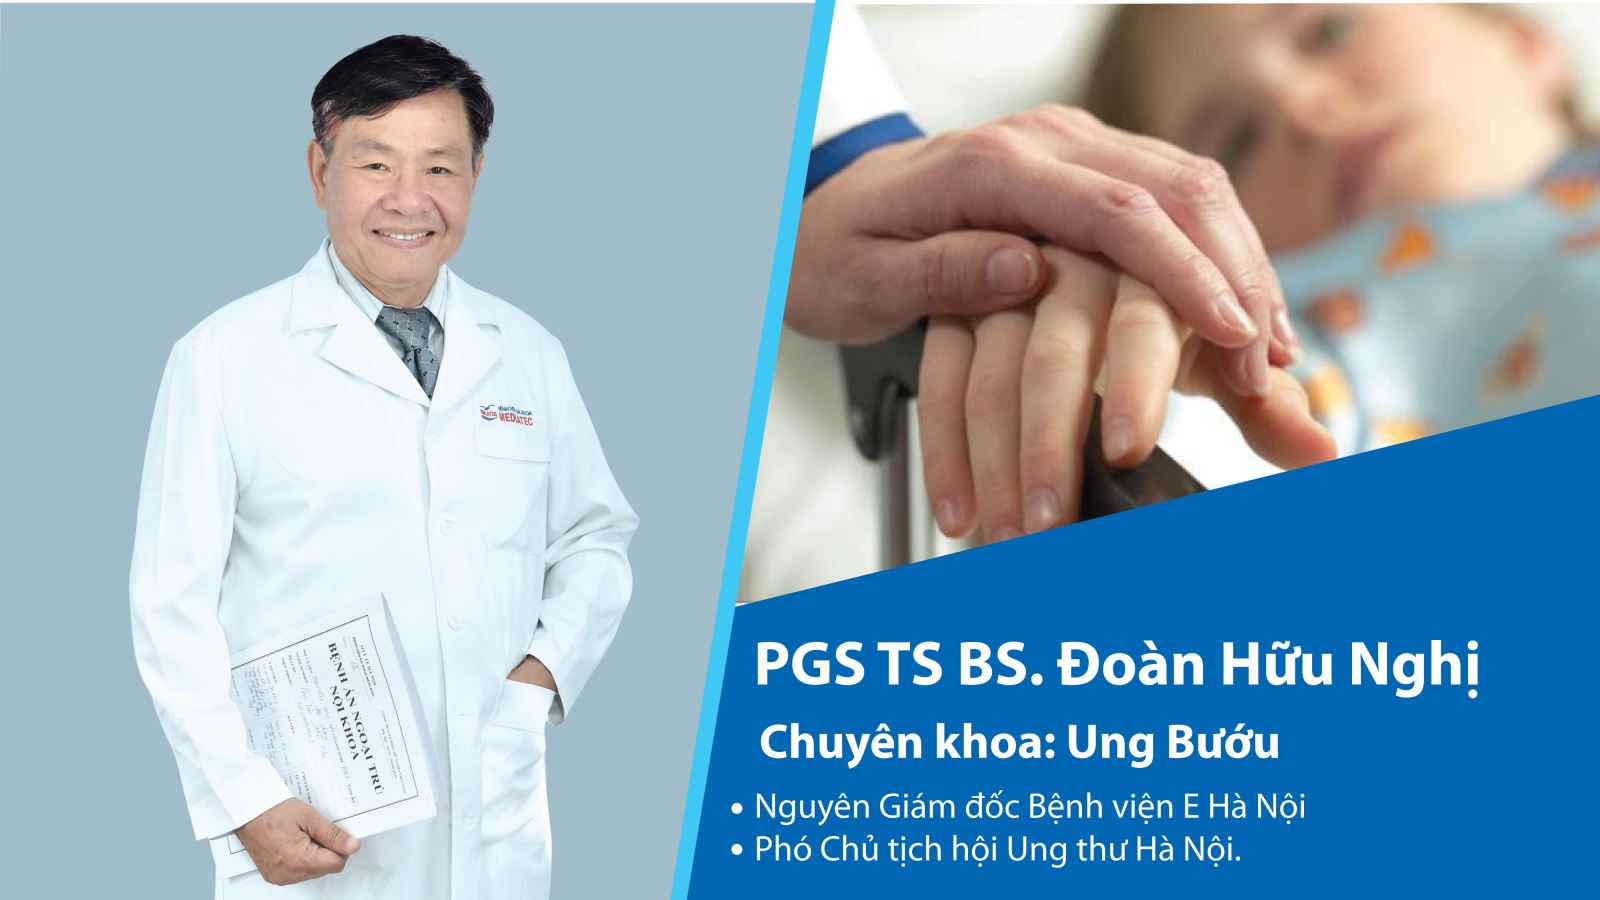 MEDLATEC
BỆNH ÁN NGOẠI TRÚ
NỘI KHOA
PGS TS BS. Đoàn Hữu Nghị
Chuyên khoa: Ung Bướu
• Nguyên Giám đốc Bệnh viện E Hà Nội
• Phó Chủ tịch hội Ung thư Hà Nội.